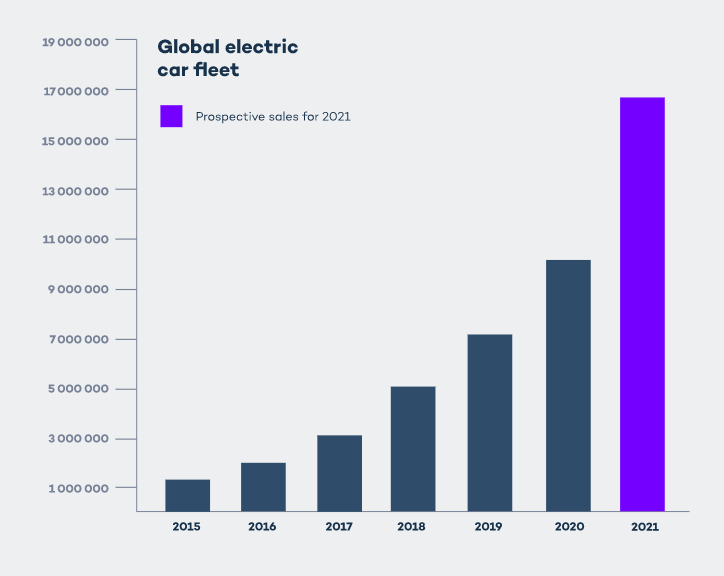 Global electric
car fleet
Prospective sales for 2021
19 000 000
17 000 000
15 000 000
13 000 000
11 000 000
9 000 000
7 000 000
5 000 000
3 000 000
1 000 000
2015 2016 2017 2018 2019 2020 2021